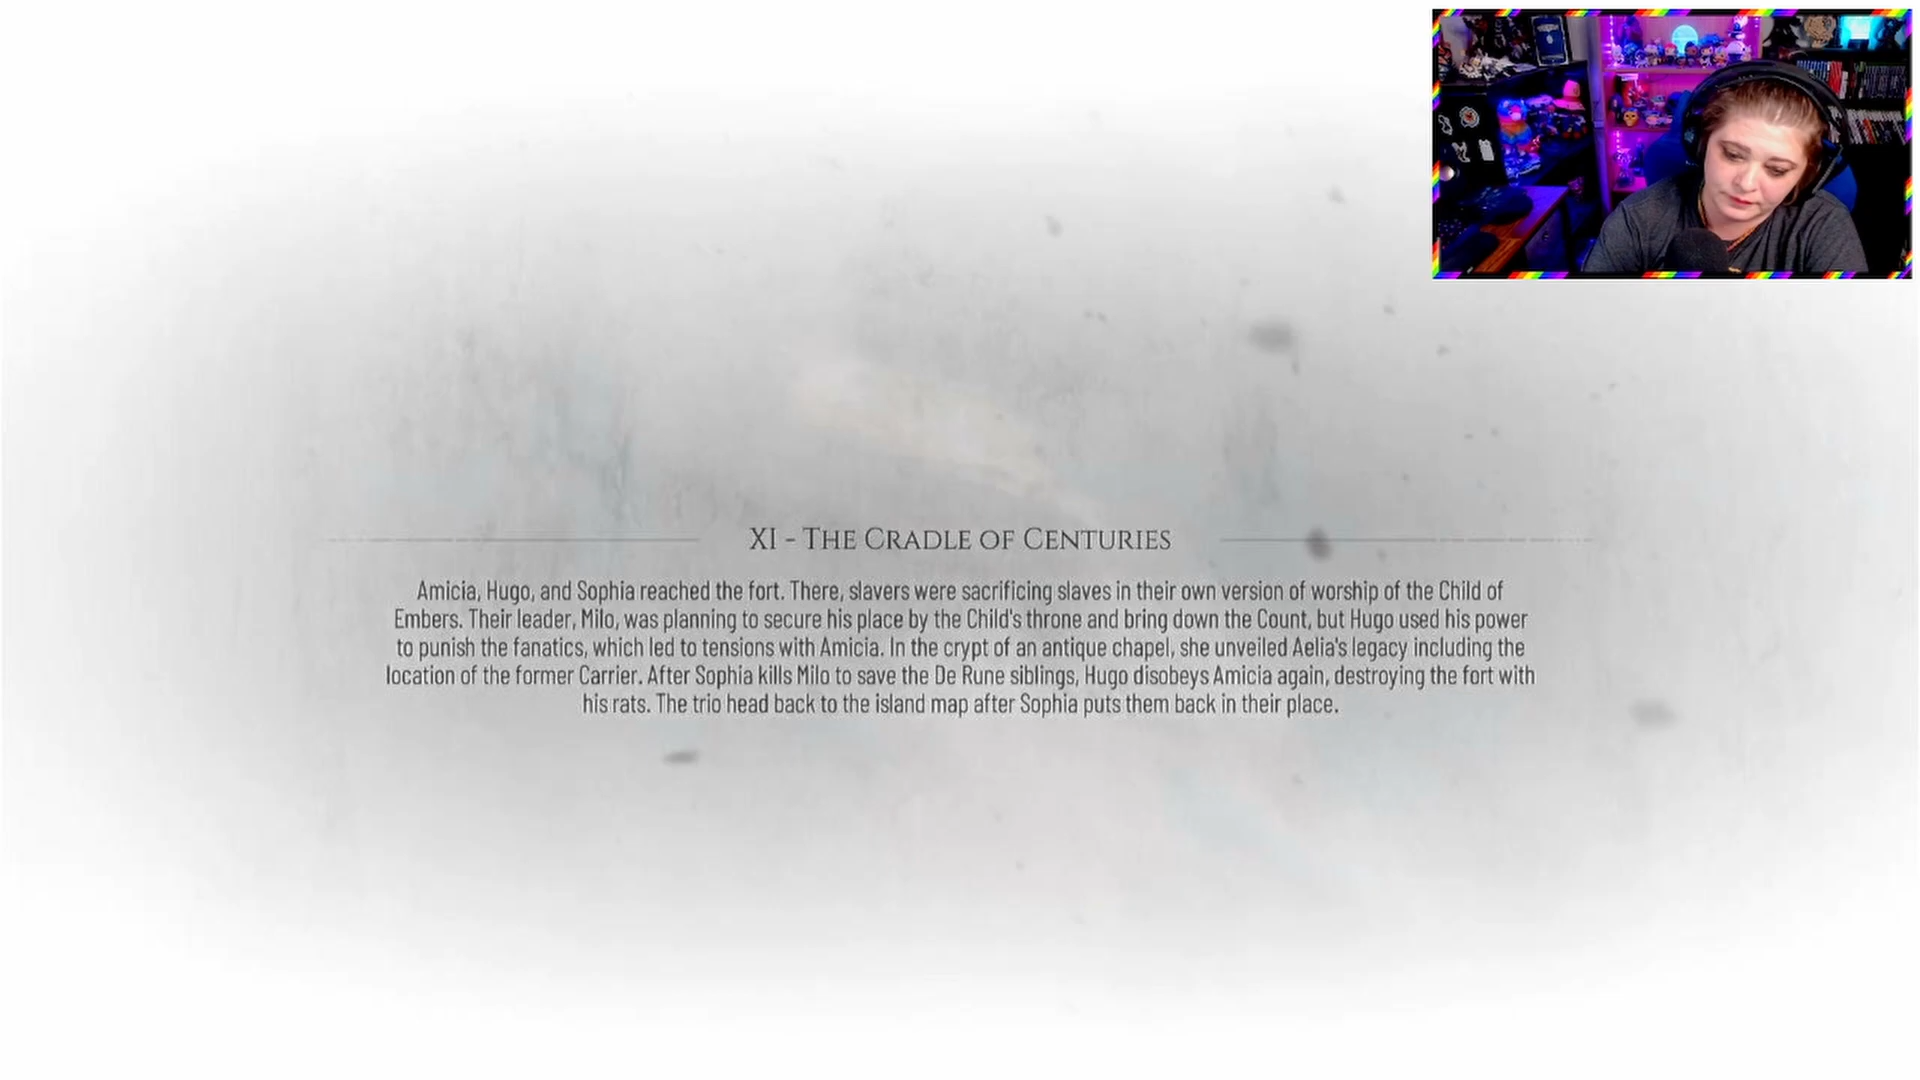 XI - THE CRADLE OF CENTURIES
Amicia, Hugo, and Sophia reached the fort. There, slavers were sacrificing slaves in their own version of worship of the Child of
Embers. Their leader, Milo, was planning to secure his place by the Child's throne and bring down the Count, but Hugo used his power
to punish the fanatics, which led to tensions with Amicia. In the crypt of an antique chapel, she unveiled Aelia's legacy including the
location of the former Carrier. After Sophia kills Milo to save the De Rune siblings, Hugo disobeys Amicia again, destroying the fort with
his rats. The trio head back to the island map after Sophia puts them back in their place.